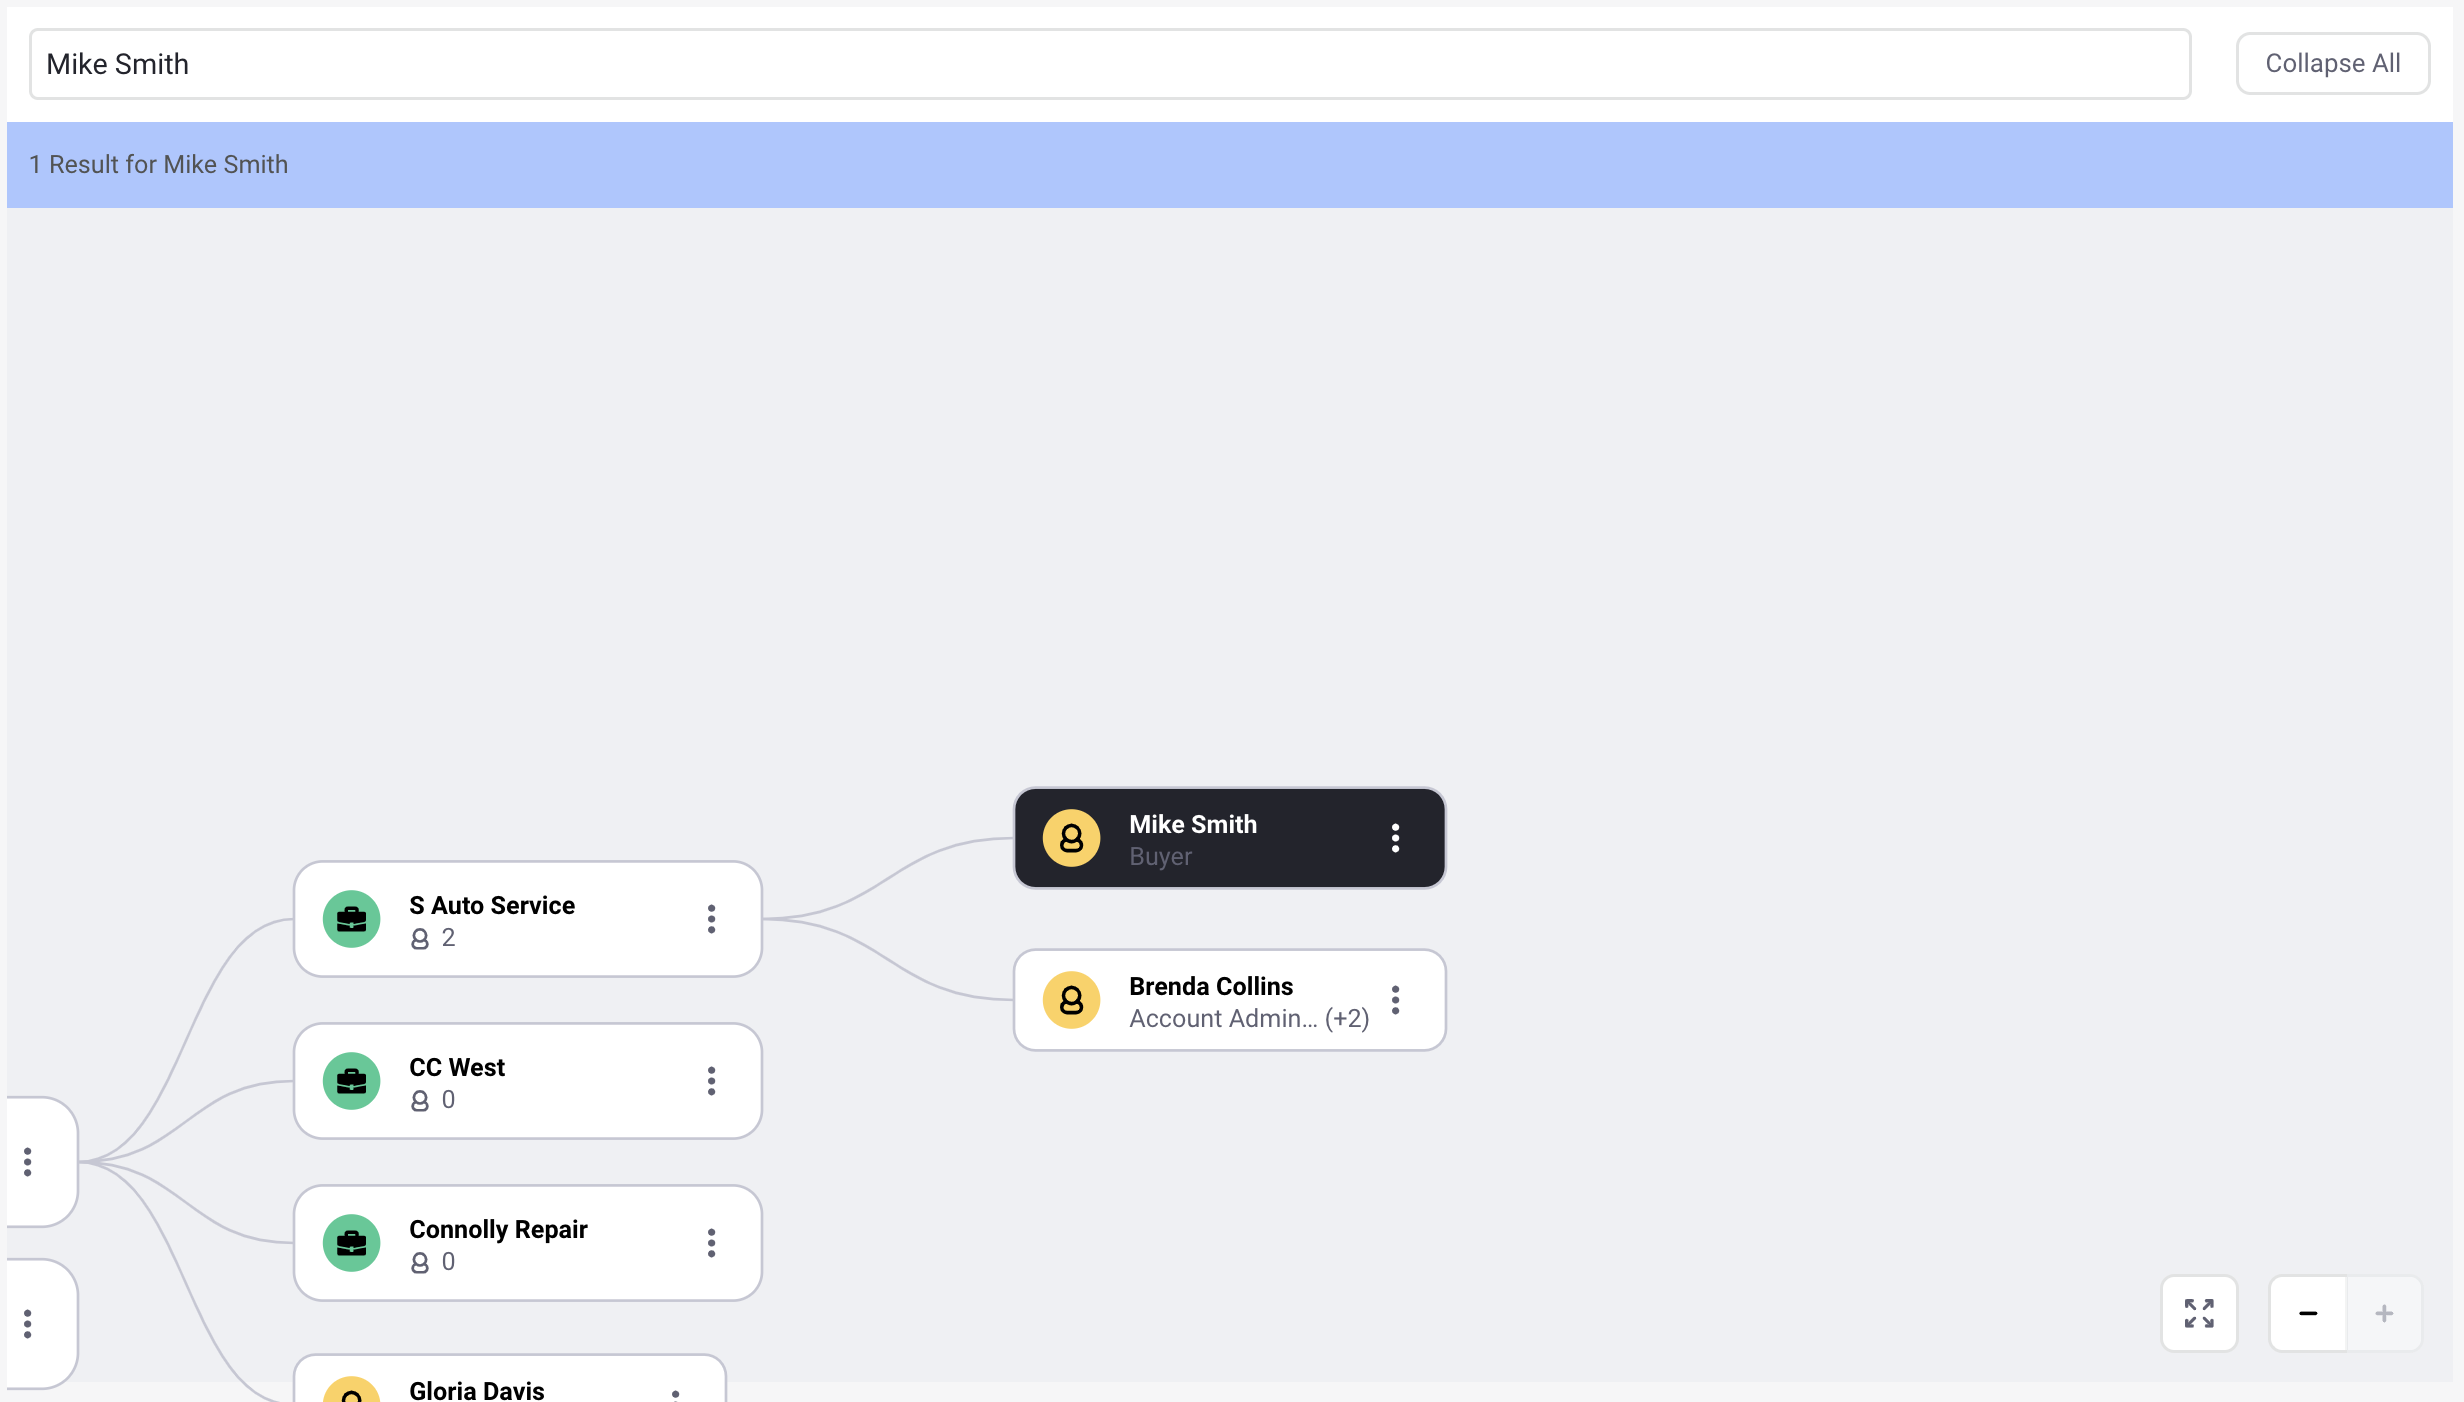 Mike Smith
Collapse All
1 Result for Mike Smith
Mike Smith
Buyer
S Auto Service
2
Brenda Collins
Account Admin... (+2)
CC West
0
Connolly Repair
0
Gloria Davis